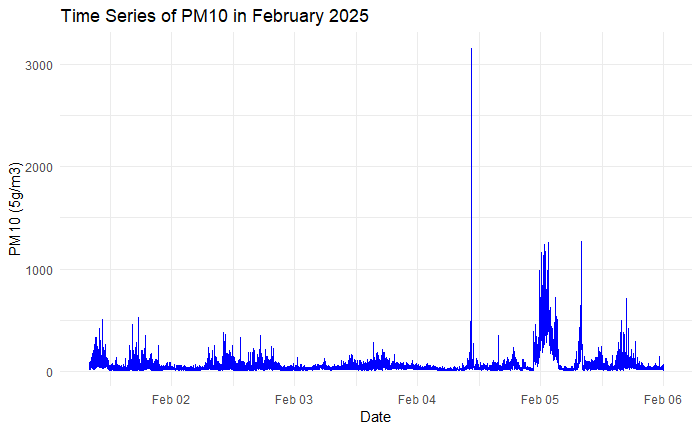 Time Series of PM10 in February 2025
PM10 (5g/m3)
3000
2000
1000
0
Feb 02 Feb 03 Feb 04 Feb 05 Feb 06
Date